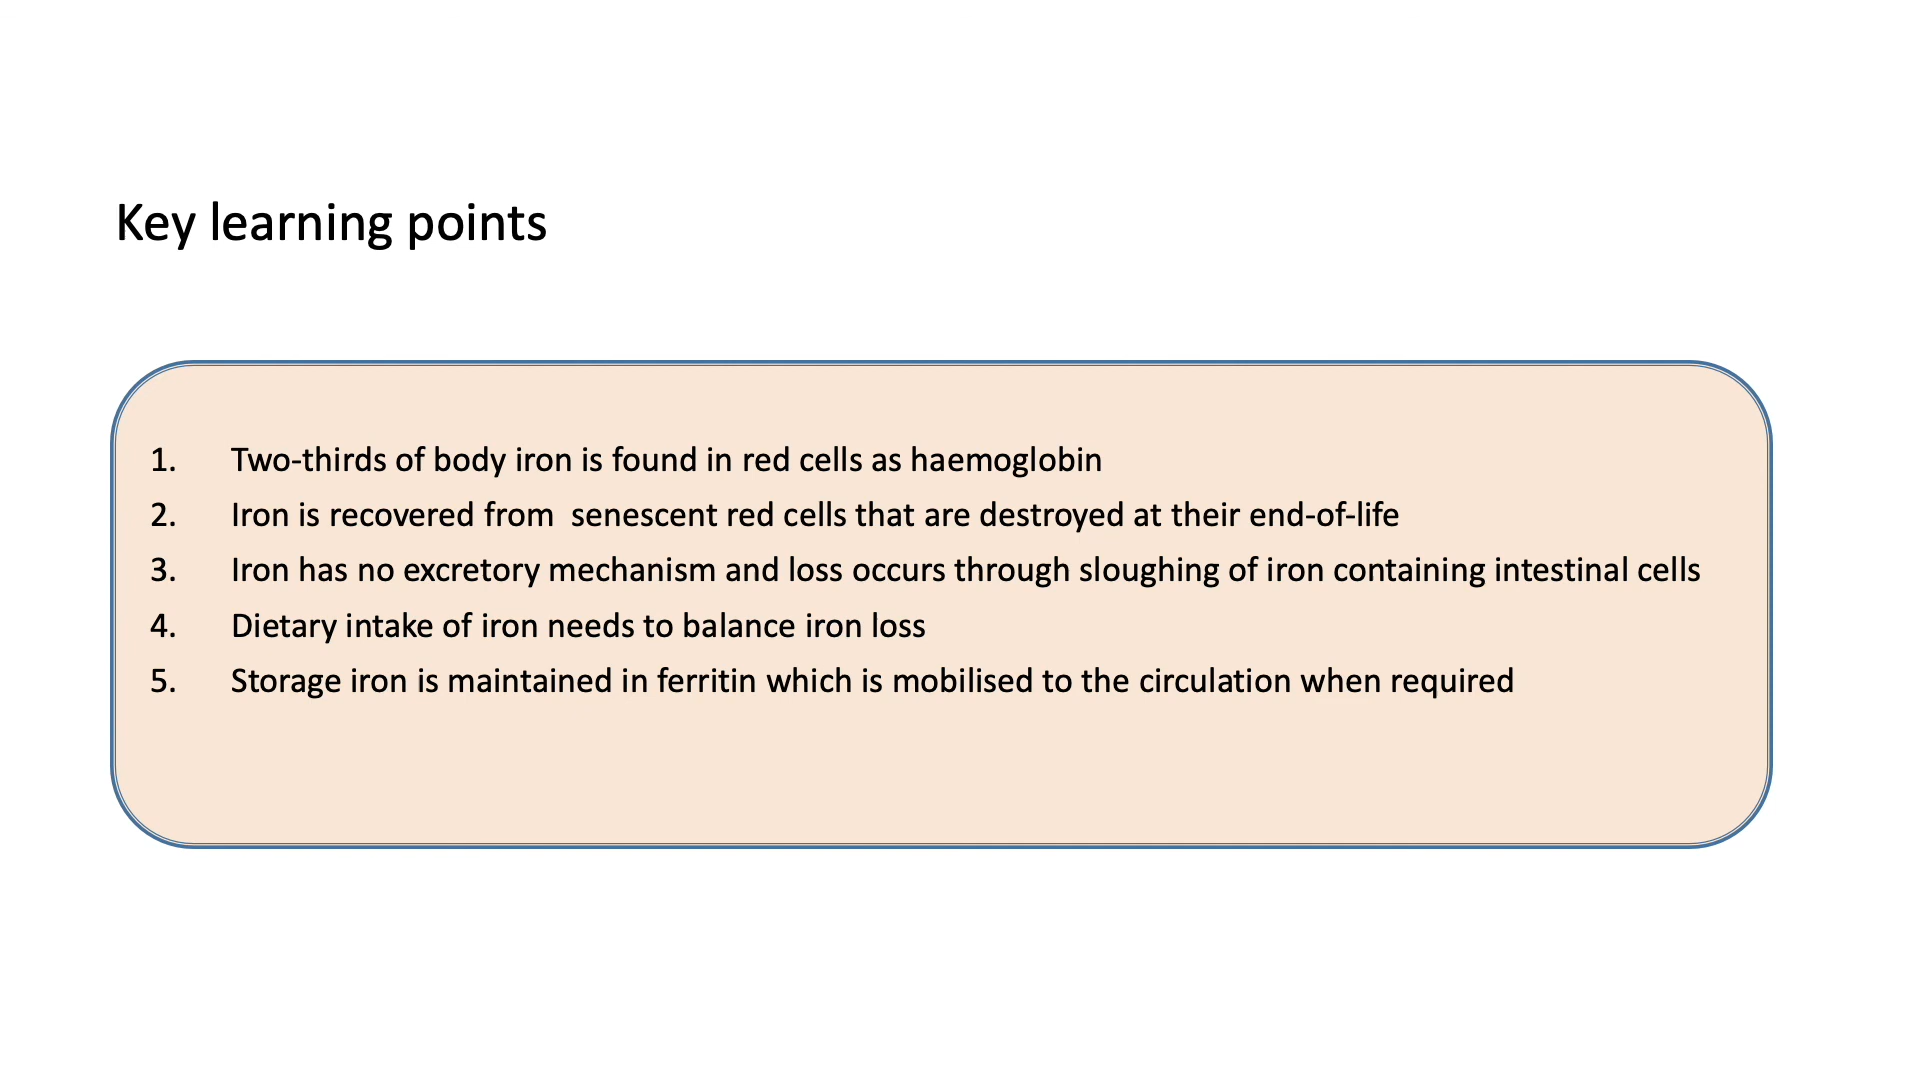 Key learning points
1. Two-thirds of body iron is found in red cells as haemoglobin
2. Iron is recovered from  senescent red cells that are destroyed at their end-of-life
3. Iron has no excretory mechanism and loss occurs through sloughing of iron containing intestinal cells
4. Dietary intake of iron needs to balance iron loss
5. Storage iron is maintained in ferritin which is mobilised to the circulation when required